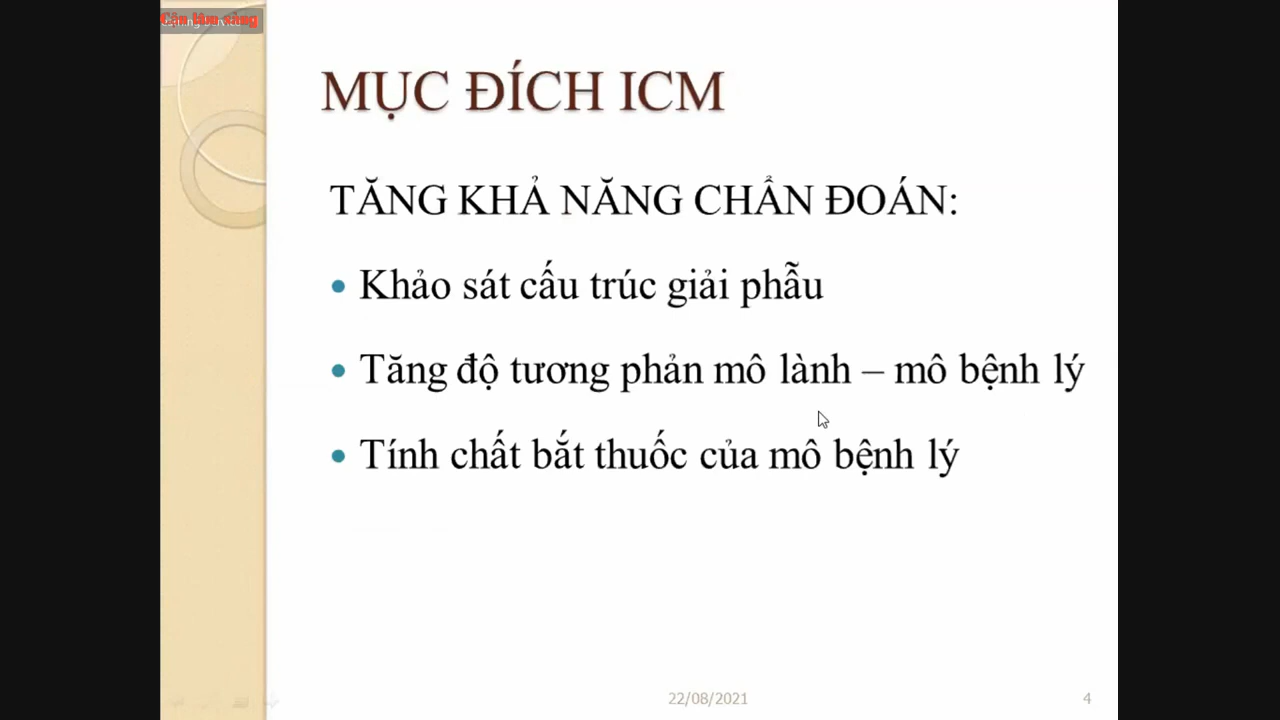 Cận lâm sàng
MỤC ĐÍCH ICM
TĂNG KHẢ NĂNG CHẨN ĐOÁN:
• Khảo sát cấu trúc giải phẫu
• Tăng độ tương phản mô lành – mô bệnh lý
• Tính chất bắt thuốc của mô bệnh lý
22/08/2021
4